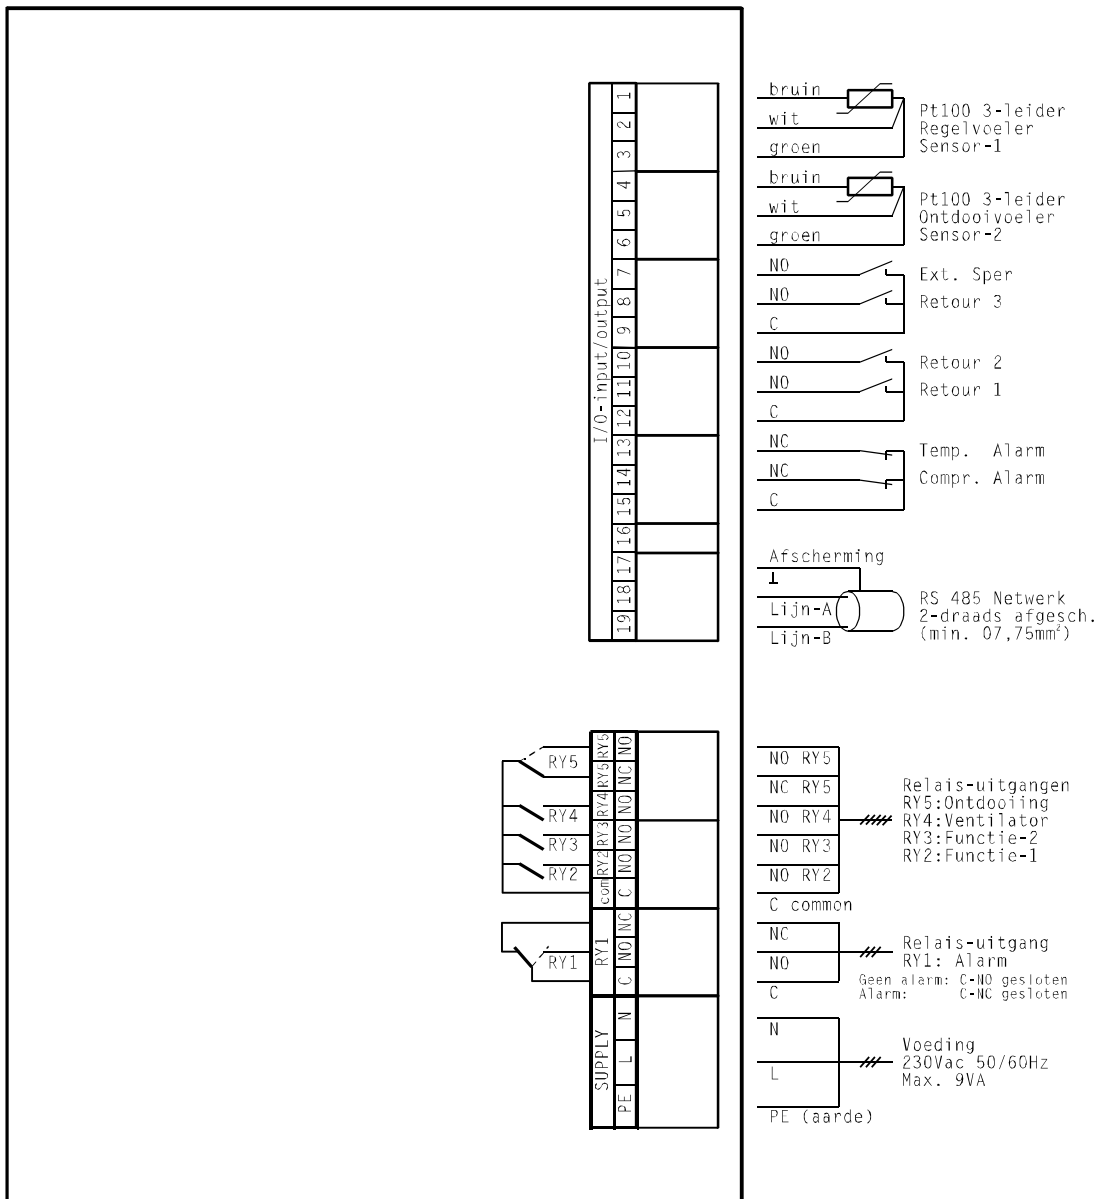 I/O-input/output
1
2
3
4
5
6
7
8
9
10
11
12
13
14
15
16
17
18
19
bruin
wit
groen
Pt100 3-leider
Regelvoeler
Sensor-1
bruin
wit
groen
Pt100 3-leider
Ontdooivoeler
Sensor-2
NO
Ext. Sper
NO
Retour 3
C
NO
Retour 2
NO
Retour 1
C
NC
Temp. Alarm
NC
Compr. Alarm
C
Afscherming
Lijn-A
Lijn-B
RS 485 Netwerk
2-draads afgesch.
(min. 07,75mm²)
RY5
RY4
RY3
RY2
RY5 NO
RY5 NC
RY4 NO
RY3 NO
RY2 NO
com C
NO RY5
NC RY5
NO RY4
NO RY3
NO RY2
C common
Relais-uitgangen
RY5:Ontdooiing
RY4:Ventilator
RY3:Functie-2
RY2:Functie-1
RY1
RY1
NC
NO
C
NC
NO
C
Relais-uitgang
RY1: Alarm
Geen alarm: C-NO gesloten
Alarm: C-NC gesloten
SUPPLY
N
L
PE
N
L
PE (aarde)
Voeding
230Vac 50/60Hz
Max. 9VA